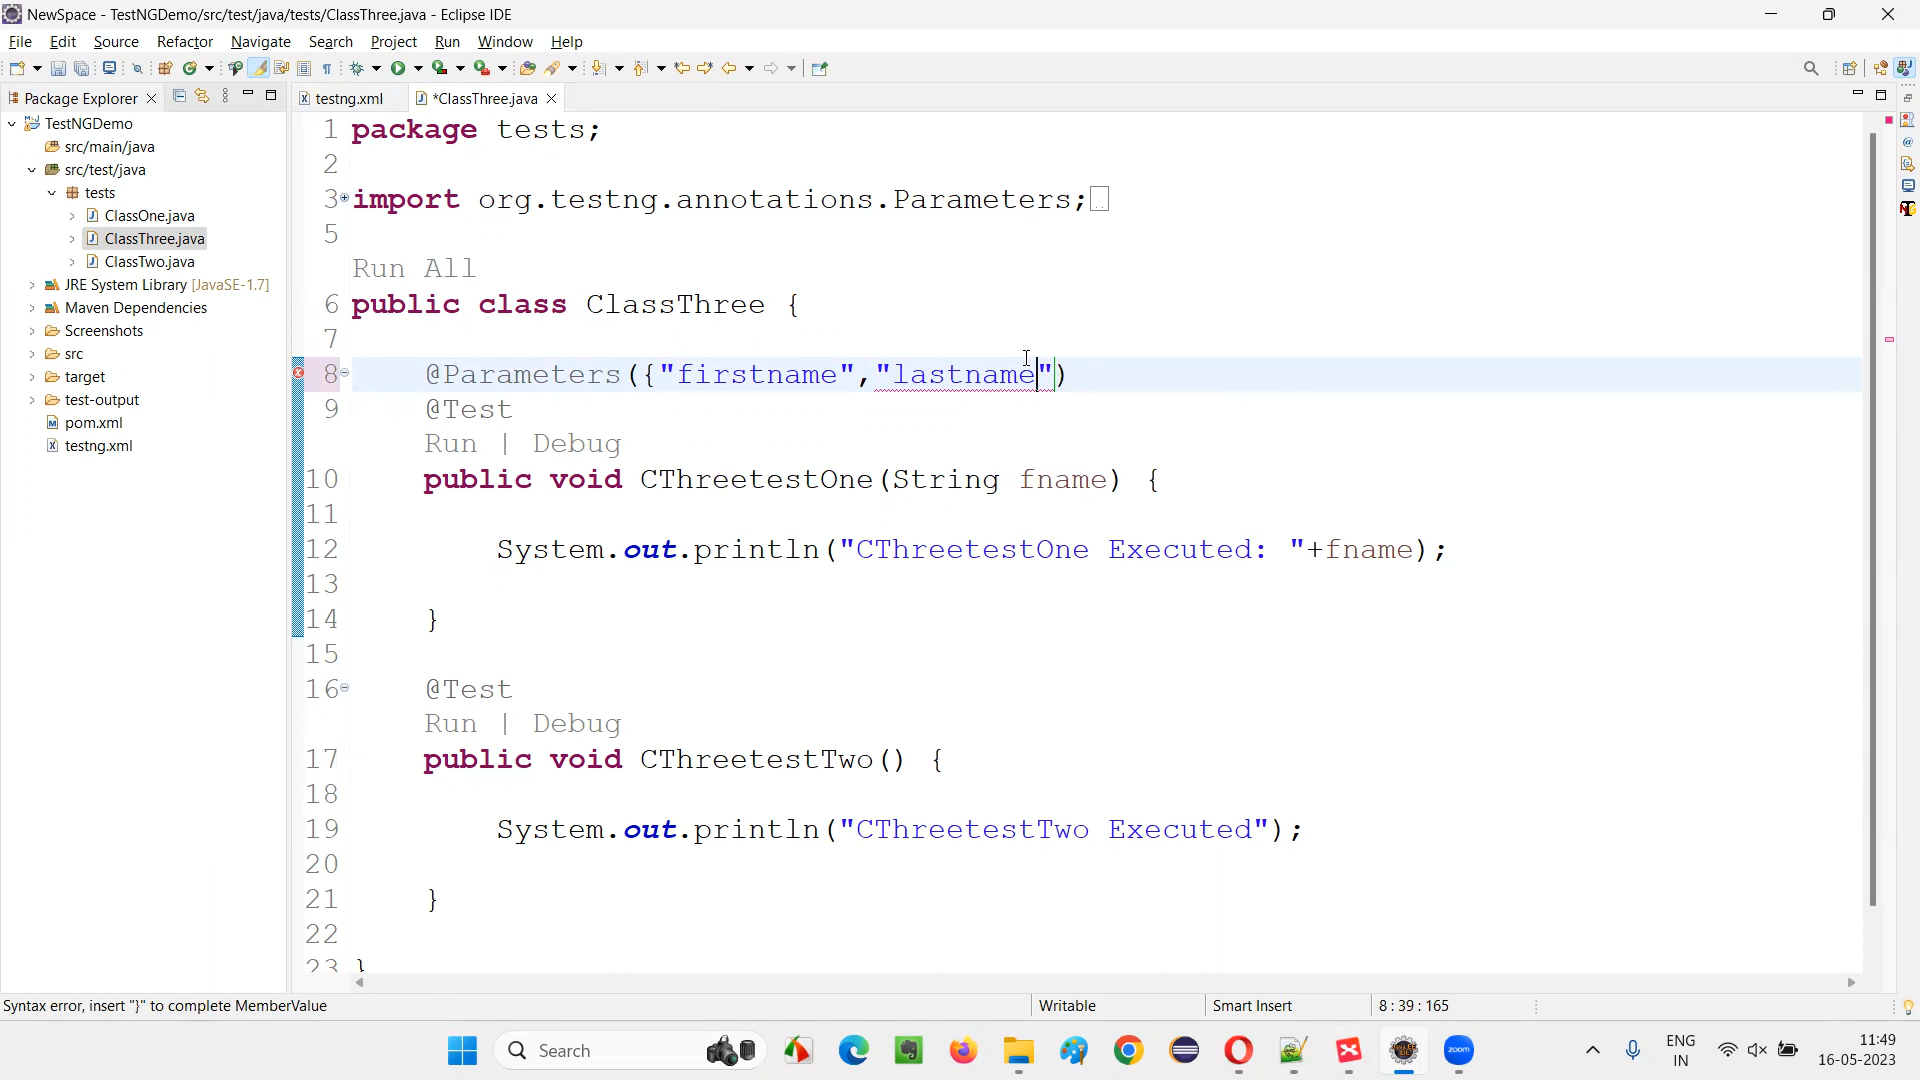 NewSpace - TestNGDemo/src/test/java/tests/ClassThree.java - Eclipse IDE
File Edit Source Refactor Navigate Search Project Run Window Help
Package Explorer
testng.xml
*ClassThree.java
TestNGDemo
src/main/java
src/test/java
tests
ClassOne.java
ClassThree.java
ClassTwo.java
JRE System Library [JavaSE-1.7]
Maven Dependencies
Screenshots
src
target
test-output
pom.xml
testng.xml
1 package tests;
2
3 import org.testng.annotations.Parameters;
5
Run All
6 public class ClassThree {
7
8 @Parameters({"firstname","lastname")
9 @Test
Run | Debug
10 public void CThreetestOne(String fname) {
11
12 System.out.println("CThreetestOne Executed: "+fname);
13
14 }
15
16 @Test
Run | Debug
17 public void CThreetestTwo() {
18
19 System.out.println("CThreetestTwo Executed");
20
21 }
22
23 }
Syntax error, insert "}" to complete MemberValue
Writable
Smart Insert
8 : 39 : 165
Search
zoom
ENG
IN
11:49
16-05-2023